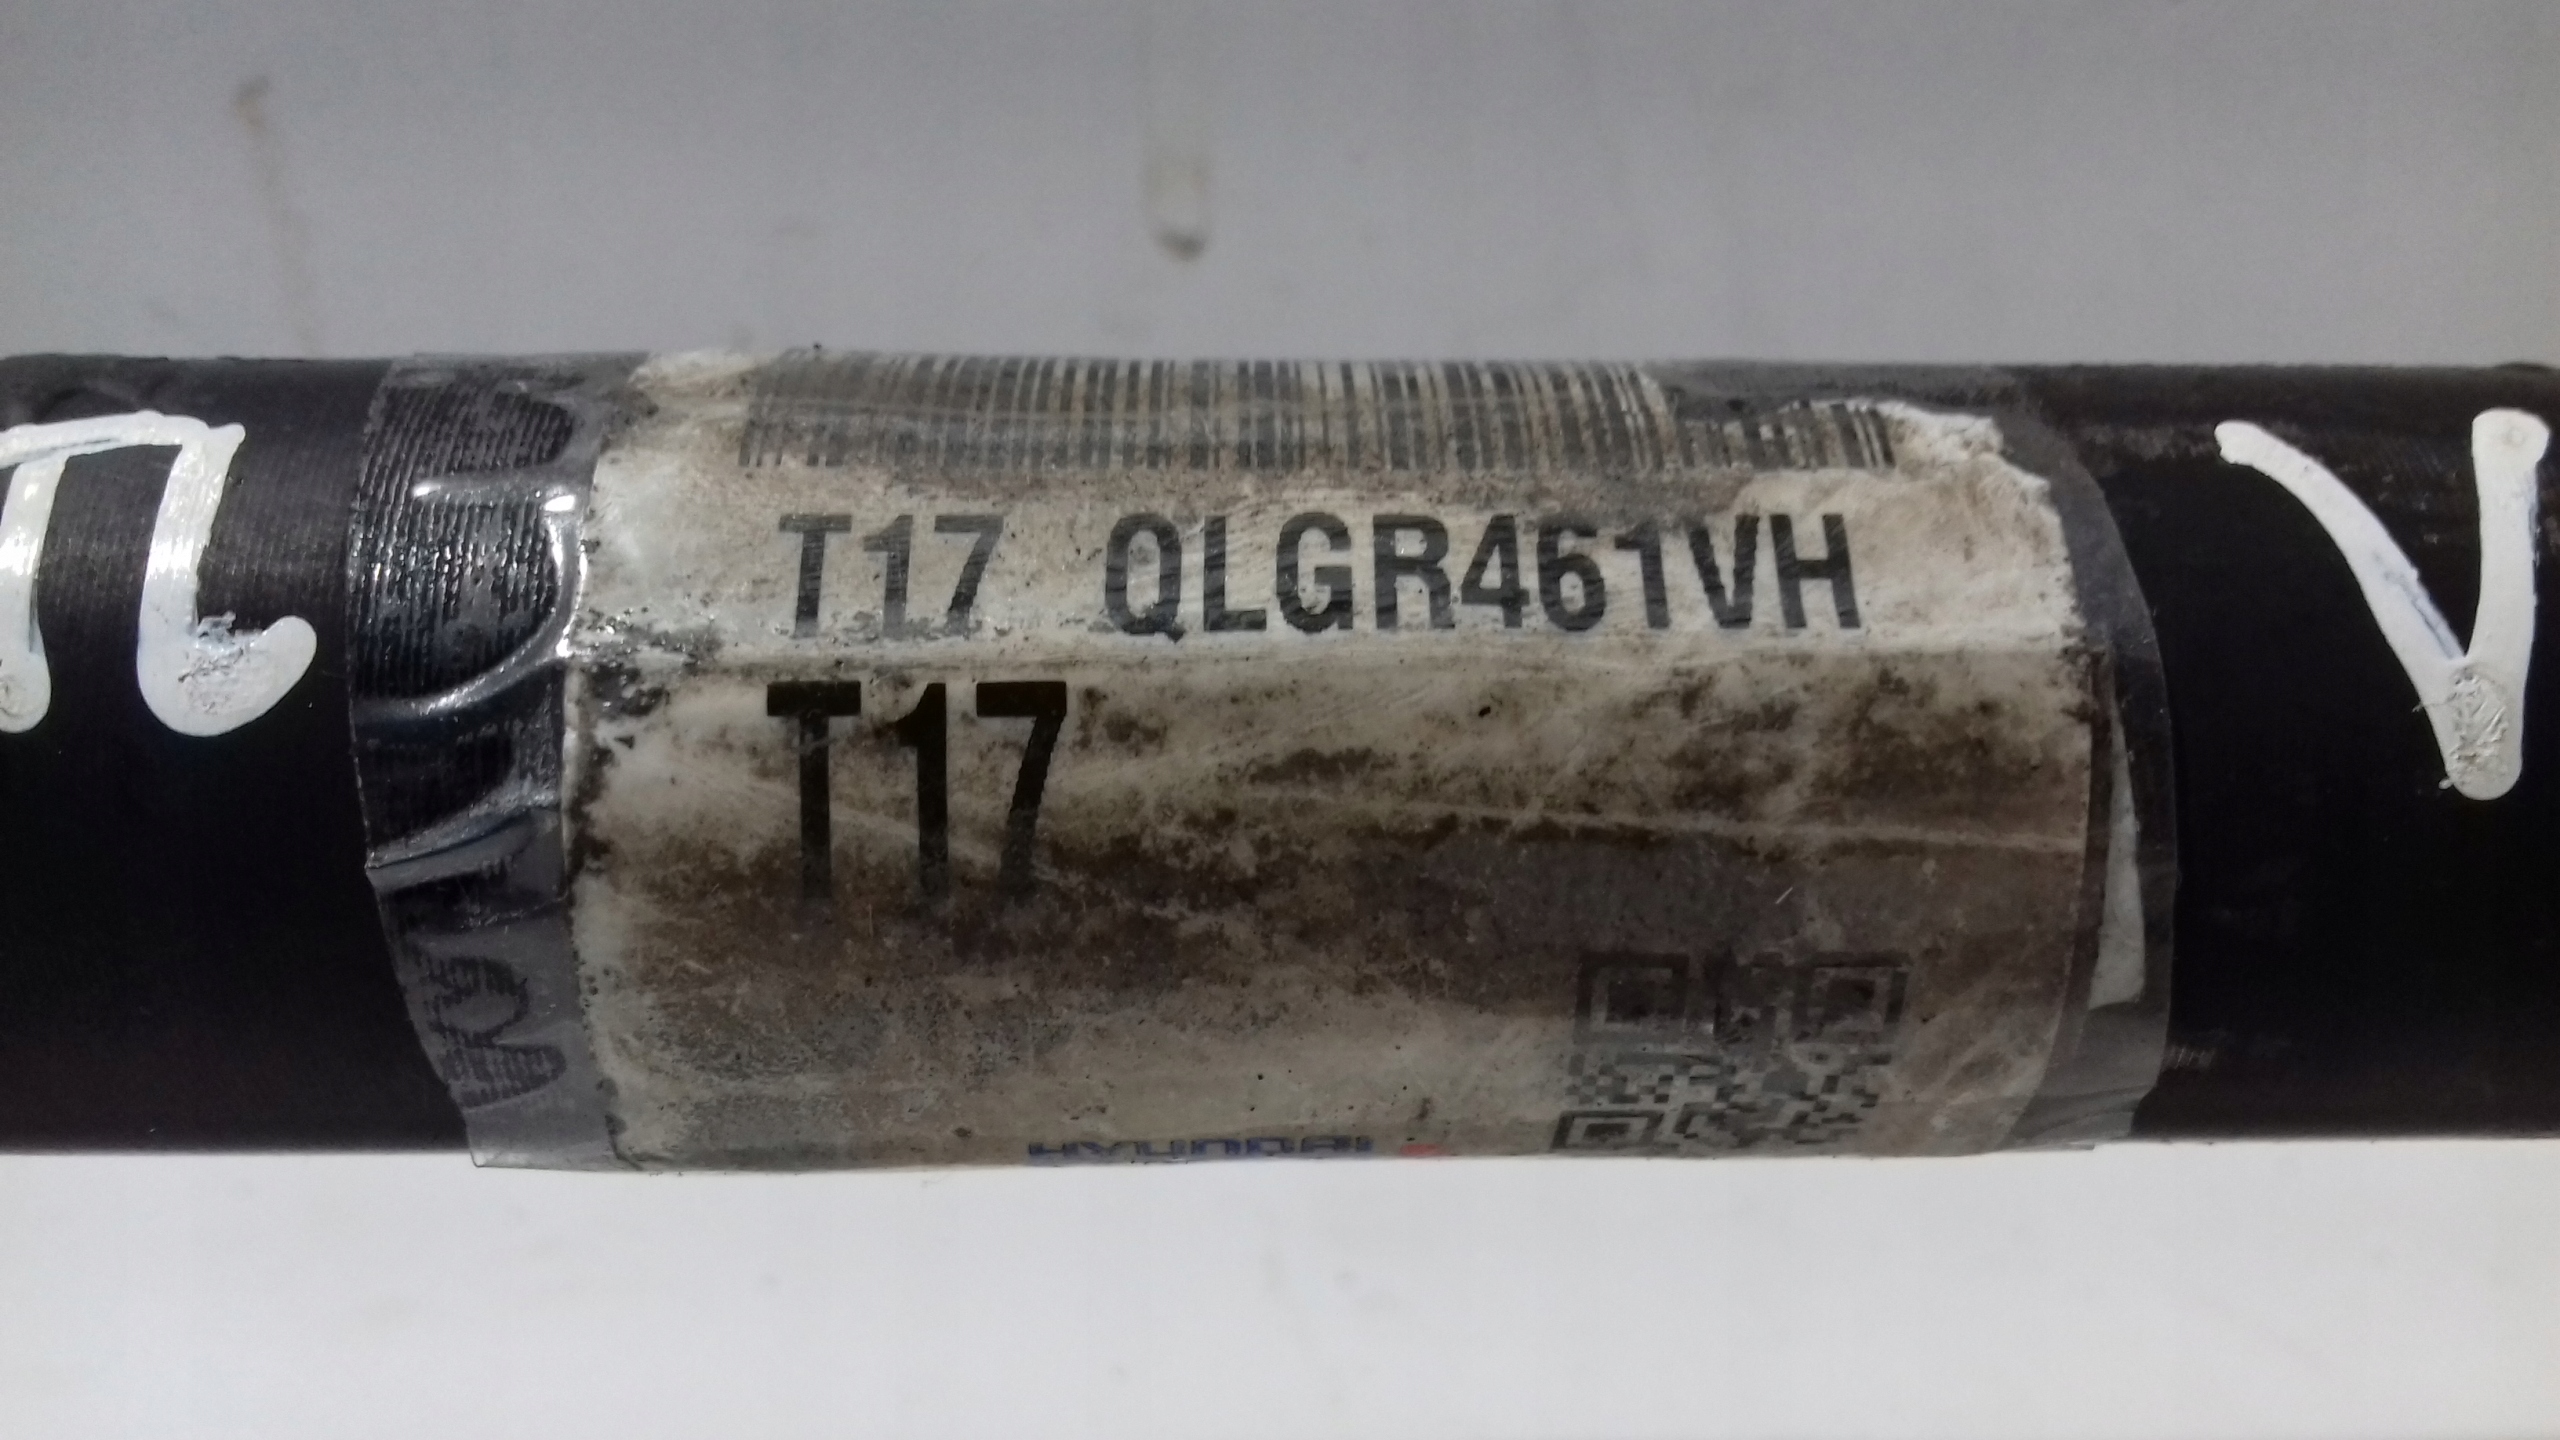 T17 QLGR461VH
T17
HYUNDAI
п V